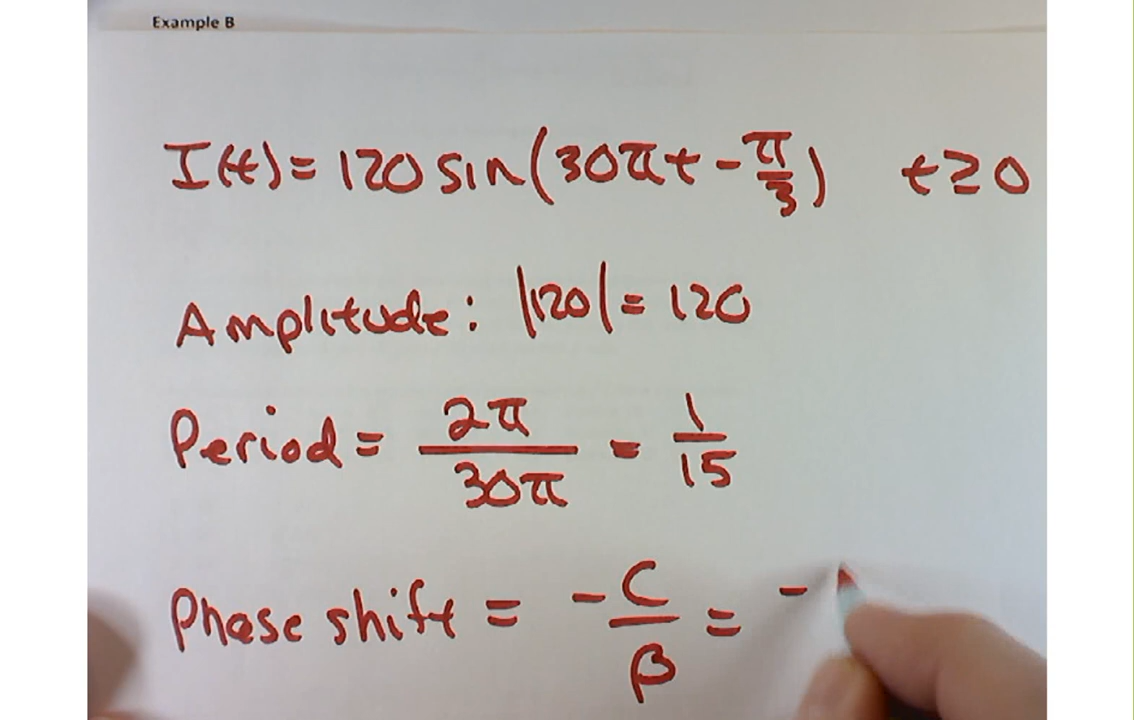 Example B
I(t) = 120 sin(30πt - π/3) t ≥ 0
Amplitude: |120| = 120
Period = 2π/30π = 1/15
Phase shift = -C/B = -